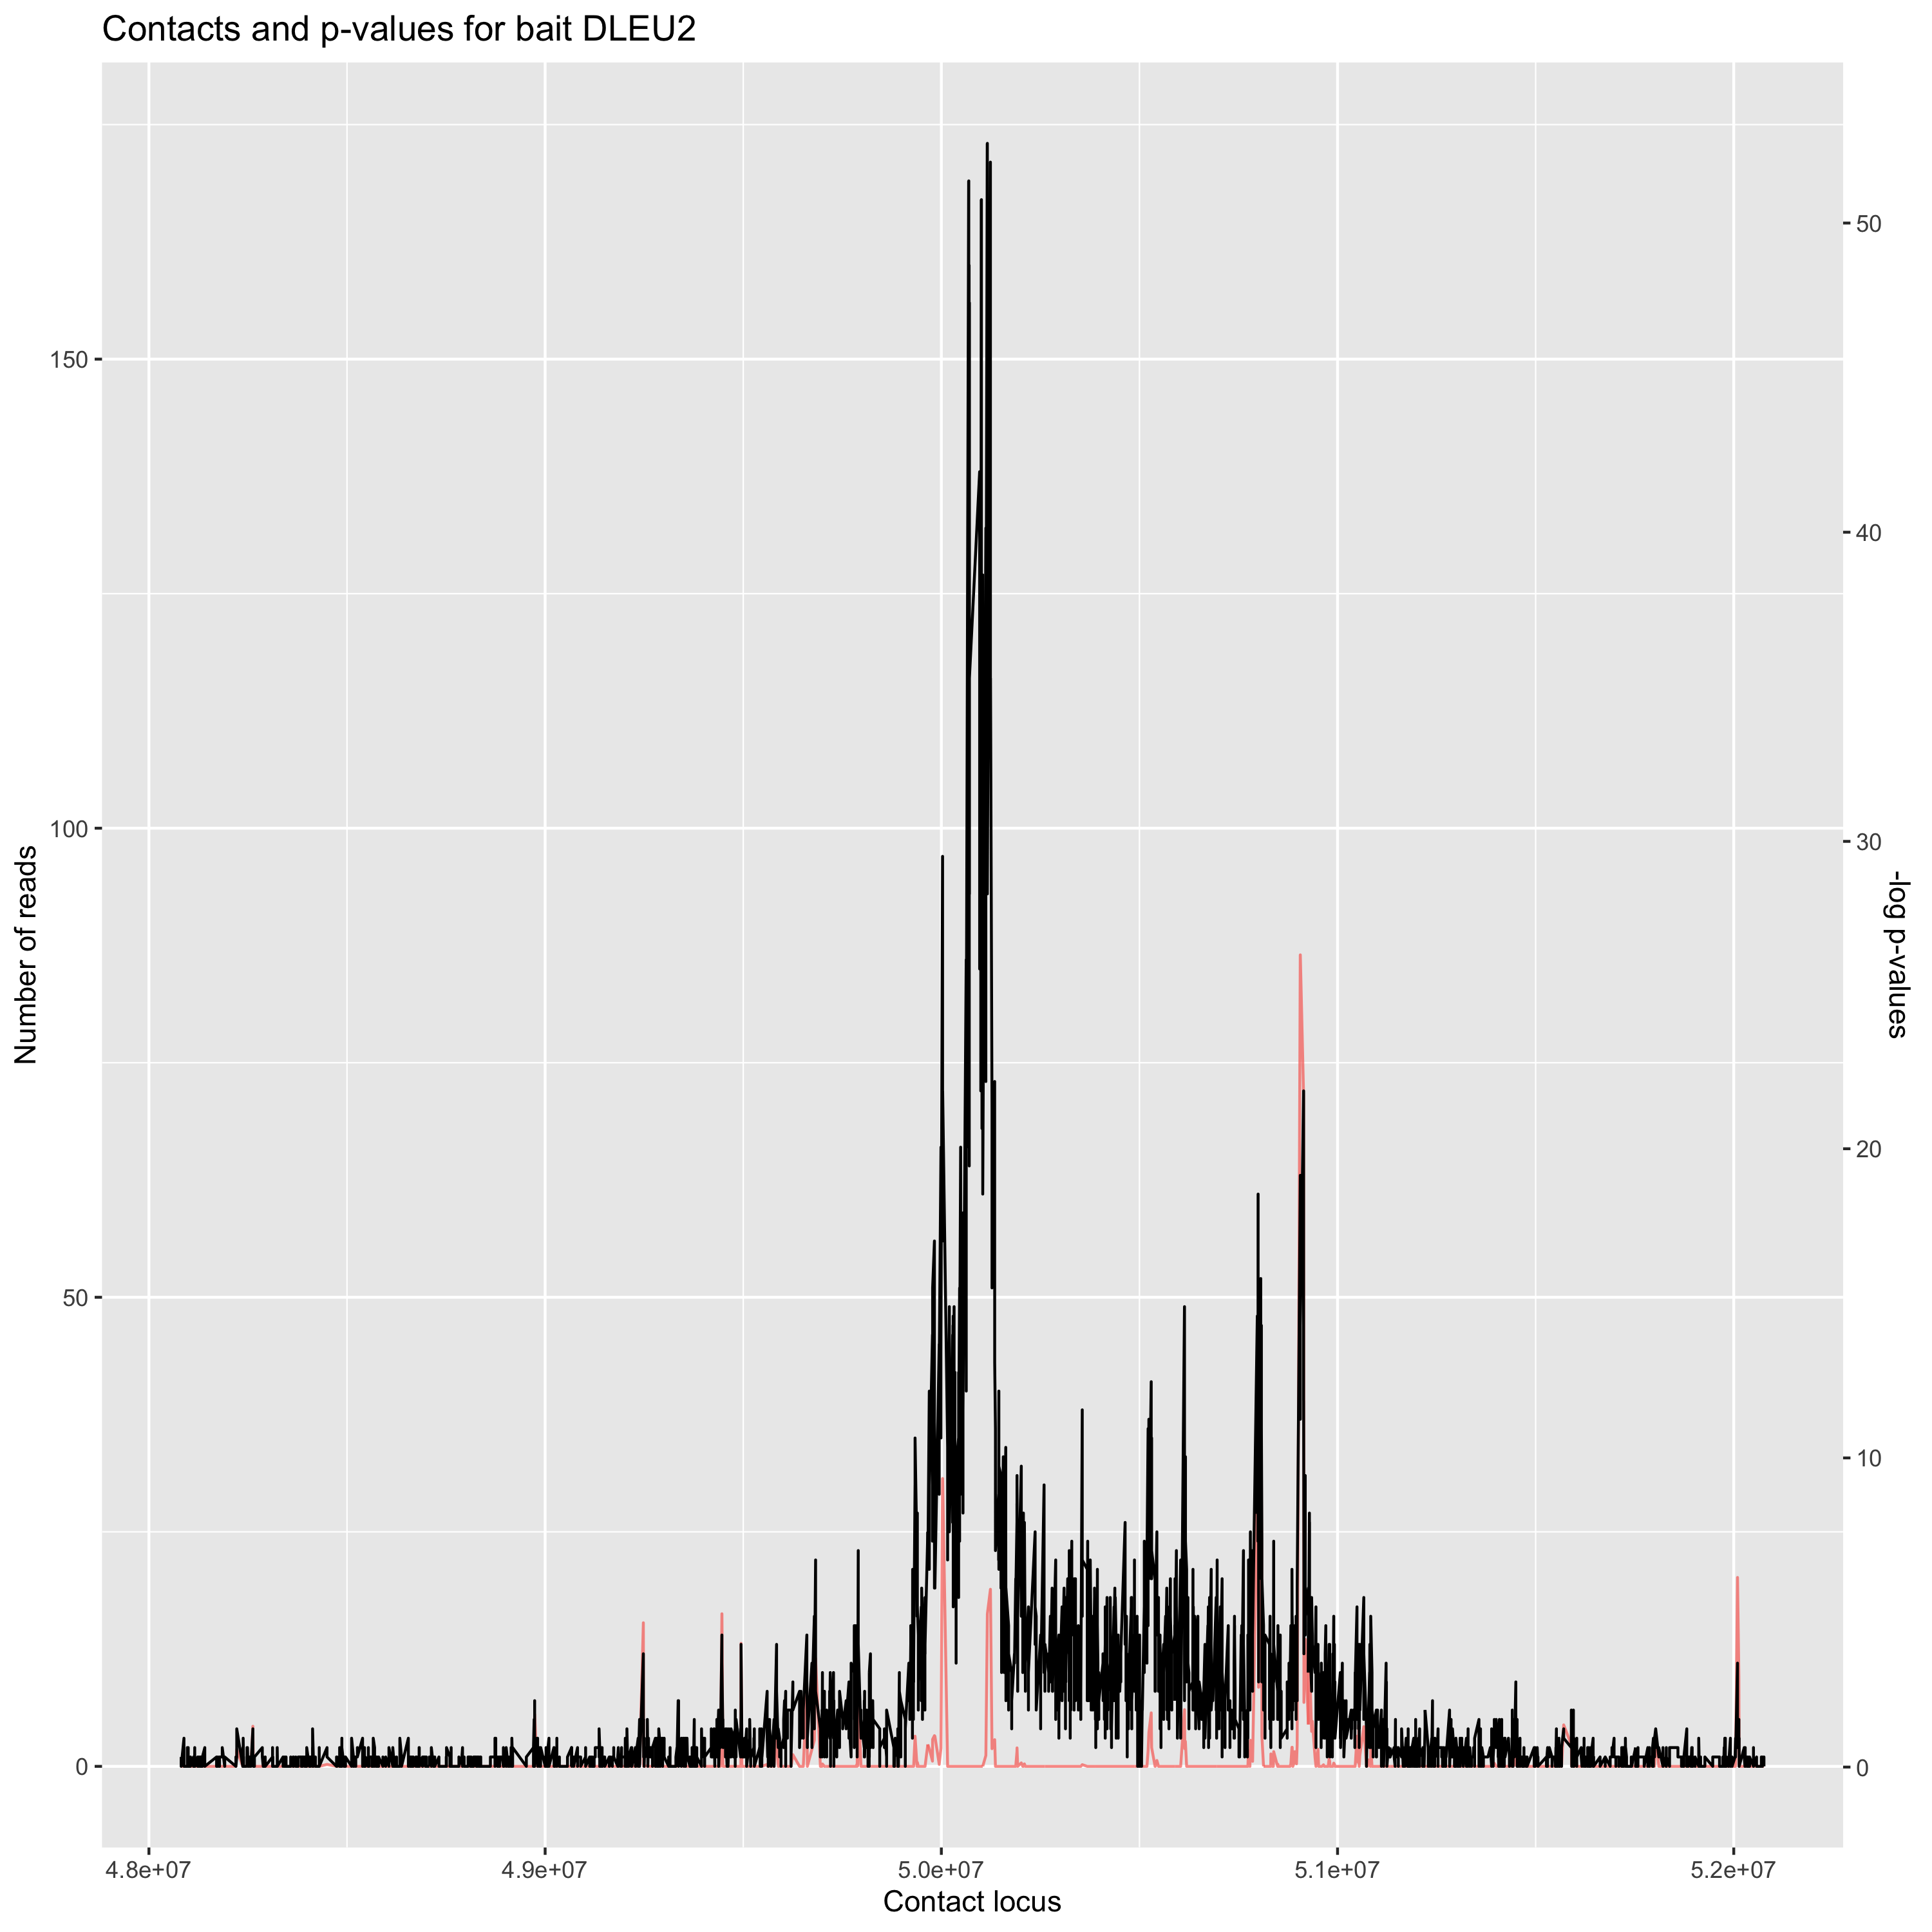 Contacts and p-values for bait DLEU2
Number of reads
150
100
50
0
50
40
30
20
10
0
-log p-values
4.8e+07
4.9e+07
5.0e+07
5.1e+07
5.2e+07
Contact locus